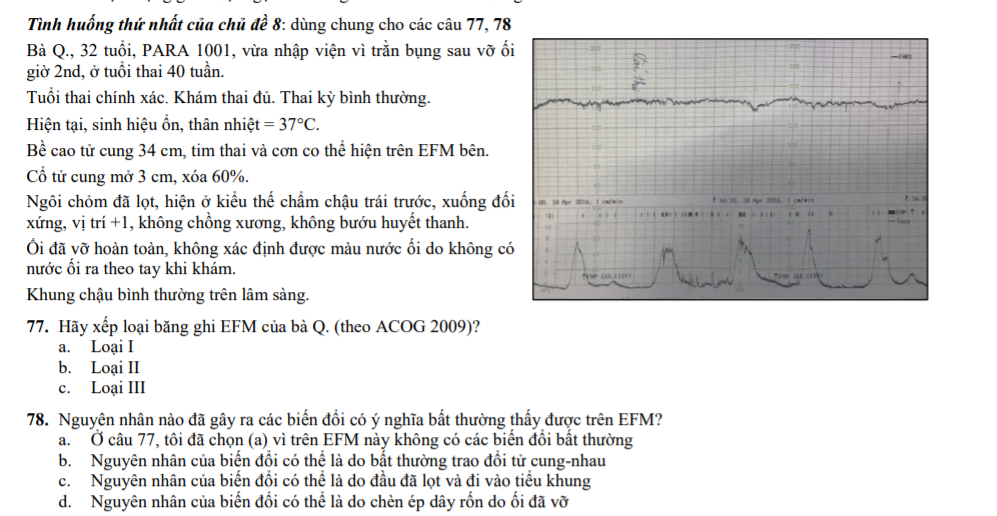 Tình huống thứ nhất của chủ đề 8: dùng chung cho các câu 77, 78
Bà Q., 32 tuổi, PARA 1001, vừa nhập viện vì trằn bụng sau vỡ ối
giờ 2nd, ở tuổi thai 40 tuần.
Tuổi thai chính xác. Khám thai đủ. Thai kỳ bình thường.
Hiện tại, sinh hiệu ổn, thân nhiệt = 37°C.
Bề cao tử cung 34 cm, tim thai và cơn co thể hiện trên EFM bên.
Cổ tử cung mở 3 cm, xóa 60%.
Ngôi chỏm đã lọt, hiện ở kiểu thế chẩm chậu trái trước, xuống đối
xứng, vị trí +1, không chồng xương, không bướu huyết thanh.
Ối đã vỡ hoàn toàn, không xác định được màu nước ối do không có
nước ối ra theo tay khi khám.
Khung chậu bình thường trên lâm sàng.
77. Hãy xếp loại băng ghi EFM của bà Q. (theo ACOG 2009)?
a. Loại I
b. Loại II
c. Loại III
78. Nguyên nhân nào đã gây ra các biến đổi có ý nghĩa bất thường thấy được trên EFM?
a. Ở câu 77, tôi đã chọn (a) vì trên EFM này không có các biến đổi bất thường
b. Nguyên nhân của biến đổi có thể là do bất thường trao đổi tử cung-nhau
c. Nguyên nhân của biến đổi có thể là do đầu đã lọt và đi vào tiểu khung
d. Nguyên nhân của biến đổi có thể là do chèn ép dây rốn do ối đã vỡ